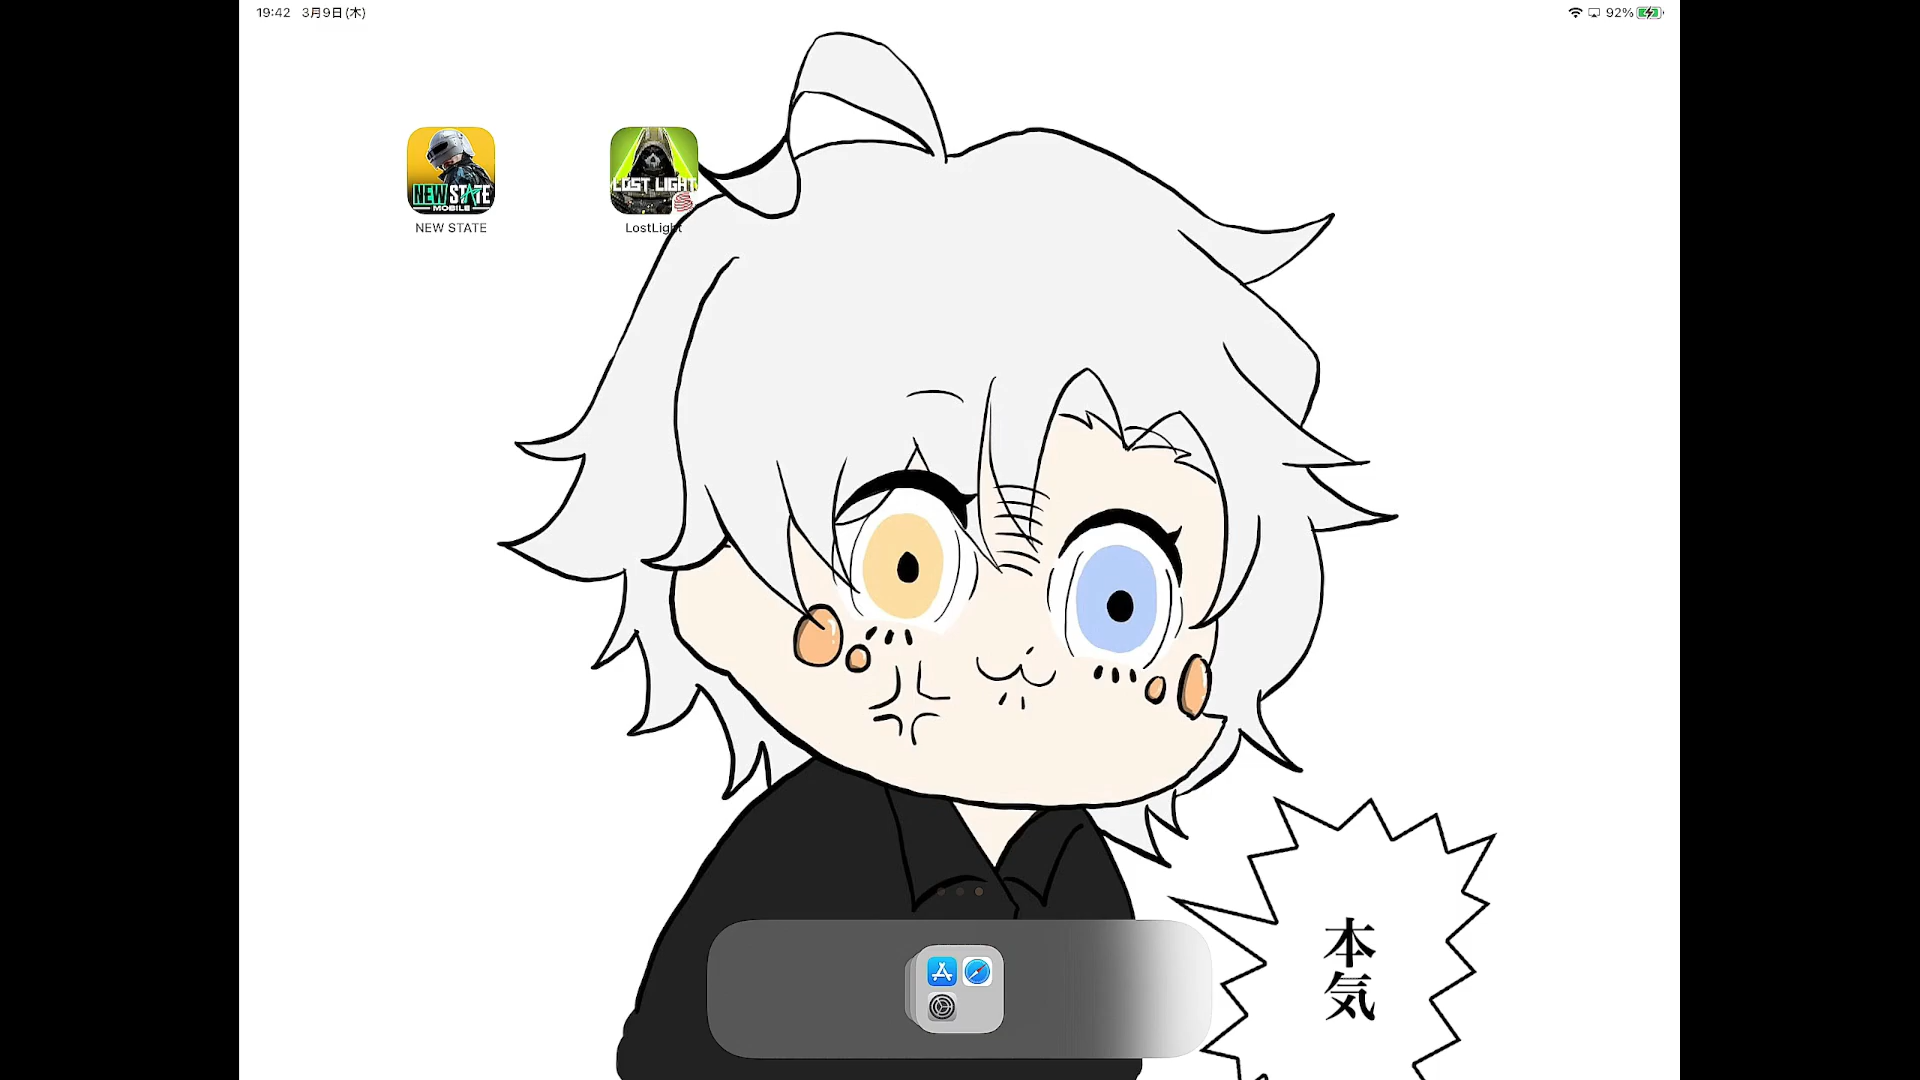 19:42 3月9日(木)
92%
NEW STATE
MOBILE
LOST LIGHT
NEW STATE
LostLight
本気